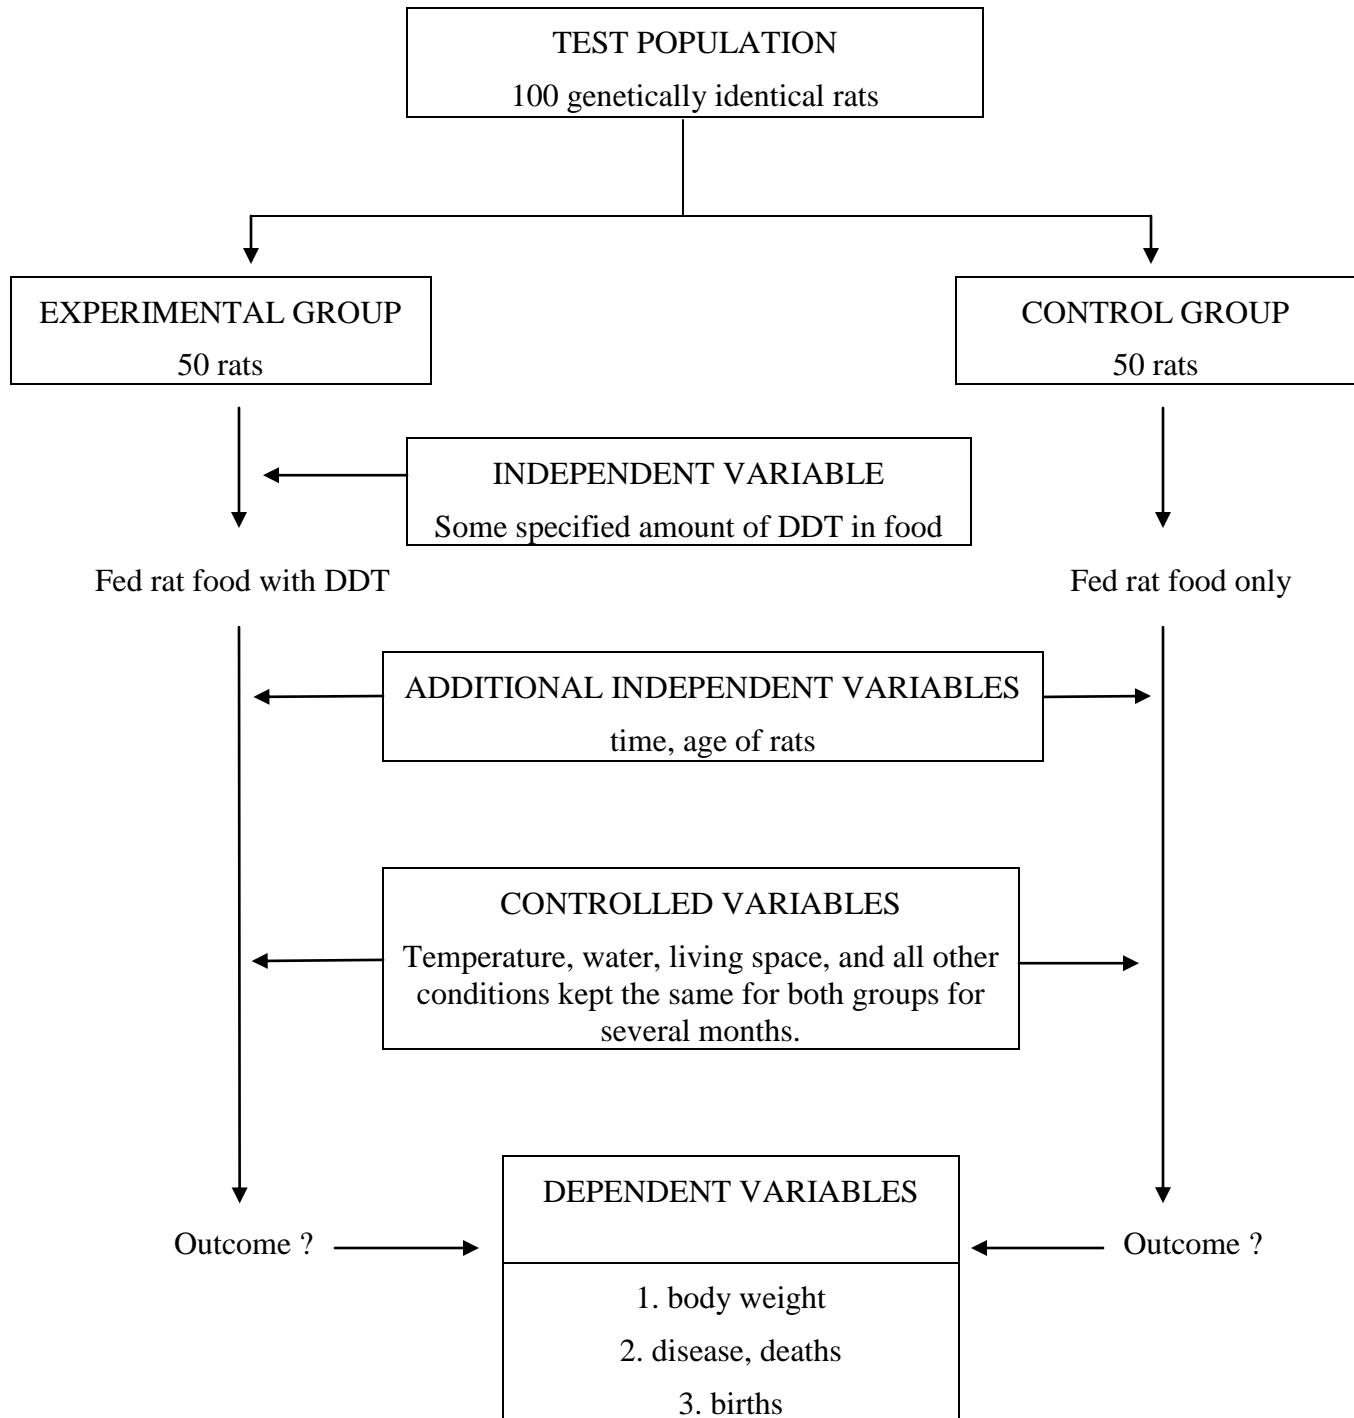 TEST POPULATION
100 genetically identical rats
EXPERIMENTAL GROUP
50 rats
CONTROL GROUP
50 rats
INDEPENDENT VARIABLE
Some specified amount of DDT in food
Fed rat food with DDT
Fed rat food only
ADDITIONAL INDEPENDENT VARIABLES
time, age of rats
CONTROLLED VARIABLES
Temperature, water, living space, and all other
conditions kept the same for both groups for
several months.
DEPENDENT VARIABLES
Outcome ?
Outcome ?
1. body weight
2. disease, deaths
3. births